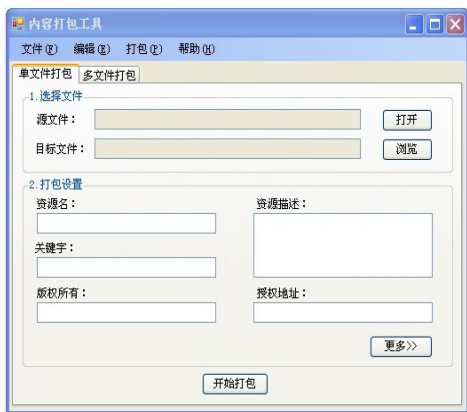 内容打包工具
文件(F) 编辑(E) 打包(P) 帮助(H)
单文件打包 多文件打包
1.选择文件
源文件： 打开
目标文件： 浏览
2.打包设置
资源名： 资源描述：
关键字：
版权所有： 授权地址：
更多>>
开始打包